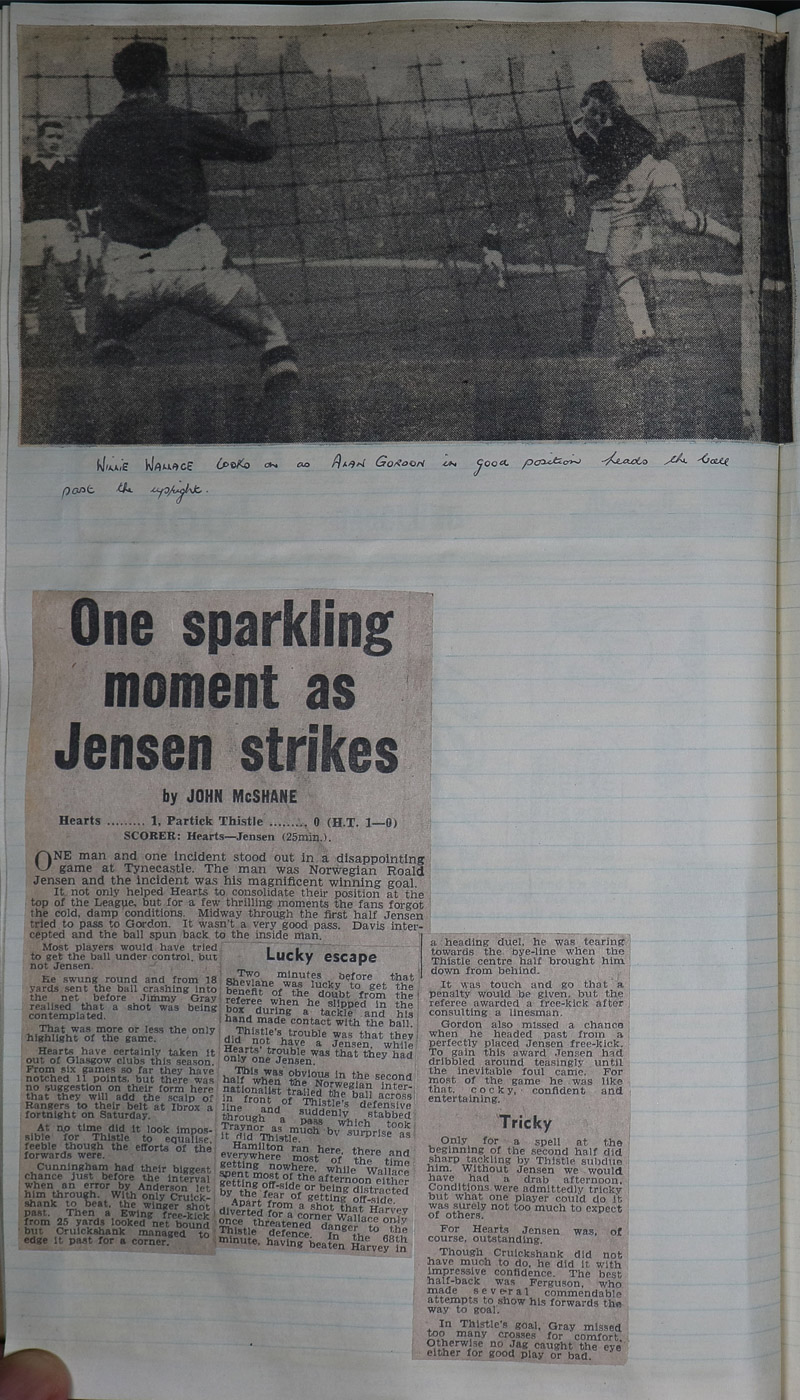 WILLIE WALLACE looks on as ALAN GORDON in good position heads the ball
past the upright.
One sparkling
moment as
Jensen strikes
by JOHN McSHANE
Hearts ......... 1, Partick Thistle ........, 0 (H.T. 1—0)
SCORER: Hearts—Jensen (25min.).
ONE man and one incident stood out in a disappointing
game at Tynecastle. The man was Norwegian Roald
Jensen and the incident was his magnificent winning goal.
It not only helped Hearts to consolidate their position at the
top of the League, but for a few thrilling moments the fans forgot
the cold, damp conditions. Midway through the first half Jensen
tried to pass to Gordon. It wasn't a very good pass. Davis inter-
cepted and the ball spun back to the inside man.
Most players would have tried
to get the ball under control, but
not Jensen.
He swung round and from 18
yards sent the ball crashing into
the net before Jimmy Gray
realised that a shot was being
contemplated.
That was more or less the only
highlight of the game.
Hearts have certainly taken it
out of Glasgow clubs this season.
From six games so far they have
notched 11 points, but there was
no suggestion on their form here
that they will add the scalp of
Rangers to their belt at Ibrox a
fortnight on Saturday.
At no time did it look impos-
sible for Thistle to equalise,
feeble though the efforts of the
forwards were.
Cunningham had their biggest
chance just before the interval
when an error by Anderson let
him through. With only Cruick-
shank to beat, the winger shot
past. Then a Ewing free-kick
from 25 yards looked net bound
but Cruickshank managed to
edge it past for a corner.
Lucky escape
Two minutes before that
Shevlane was lucky to get the
benefit of the doubt from the
referee when he slipped in the
box during a tackle and his
hand made contact with the ball.
Thistle's trouble was that they
did not have a Jensen, while
Hearts' trouble was that they had
only one Jensen.
This was obvious in the second
half when the Norwegian inter-
nationalist trailed the ball across
in front of Thistle's defensive
line and suddenly stabbed
through a pass which took
Traynor as much by surprise as
it did Thistle.
Hamilton ran here, there and
everywhere most of the time
getting nowhere, while Wallace
spent most of the afternoon either
getting off-side or being distracted
by the fear of getting off-side.
Apart from a shot that Harvey
diverted for a corner Wallace only
once threatened danger to the
Thistle defence. In the 68th
minute, having beaten Harvey in
a heading duel, he was tearing
towards the bye-line when the
Thistle centre half brought him
down from behind.
It was touch and go that a
penalty would be given, but the
referee awarded a free-kick after
consulting a linesman.
Gordon also missed a chance
when he headed past from a
perfectly placed Jensen free-kick.
To gain this award Jensen had
dribbled around teasingly until
the inevitable foul came. For
most of the game he was like
that, cocky, confident and
entertaining.
Tricky
Only for a spell at the
beginning of the second half did
sharp tackling by Thistle subdue
him. Without Jensen we would
have had a drab afternoon.
Conditions were admittedly tricky
but what one player could do it
was surely not too much to expect
of others.
For Hearts Jensen was, of
course, outstanding.
Though Cruickshank did not
have much to do, he did it with
impressive confidence. The best
half-back was Ferguson, who
made several commendable
attempts to show his forwards the
way to goal.
In Thistle's goal, Gray missed
too many crosses for comfort.
Otherwise no Jag caught the eye
either for good play or bad.